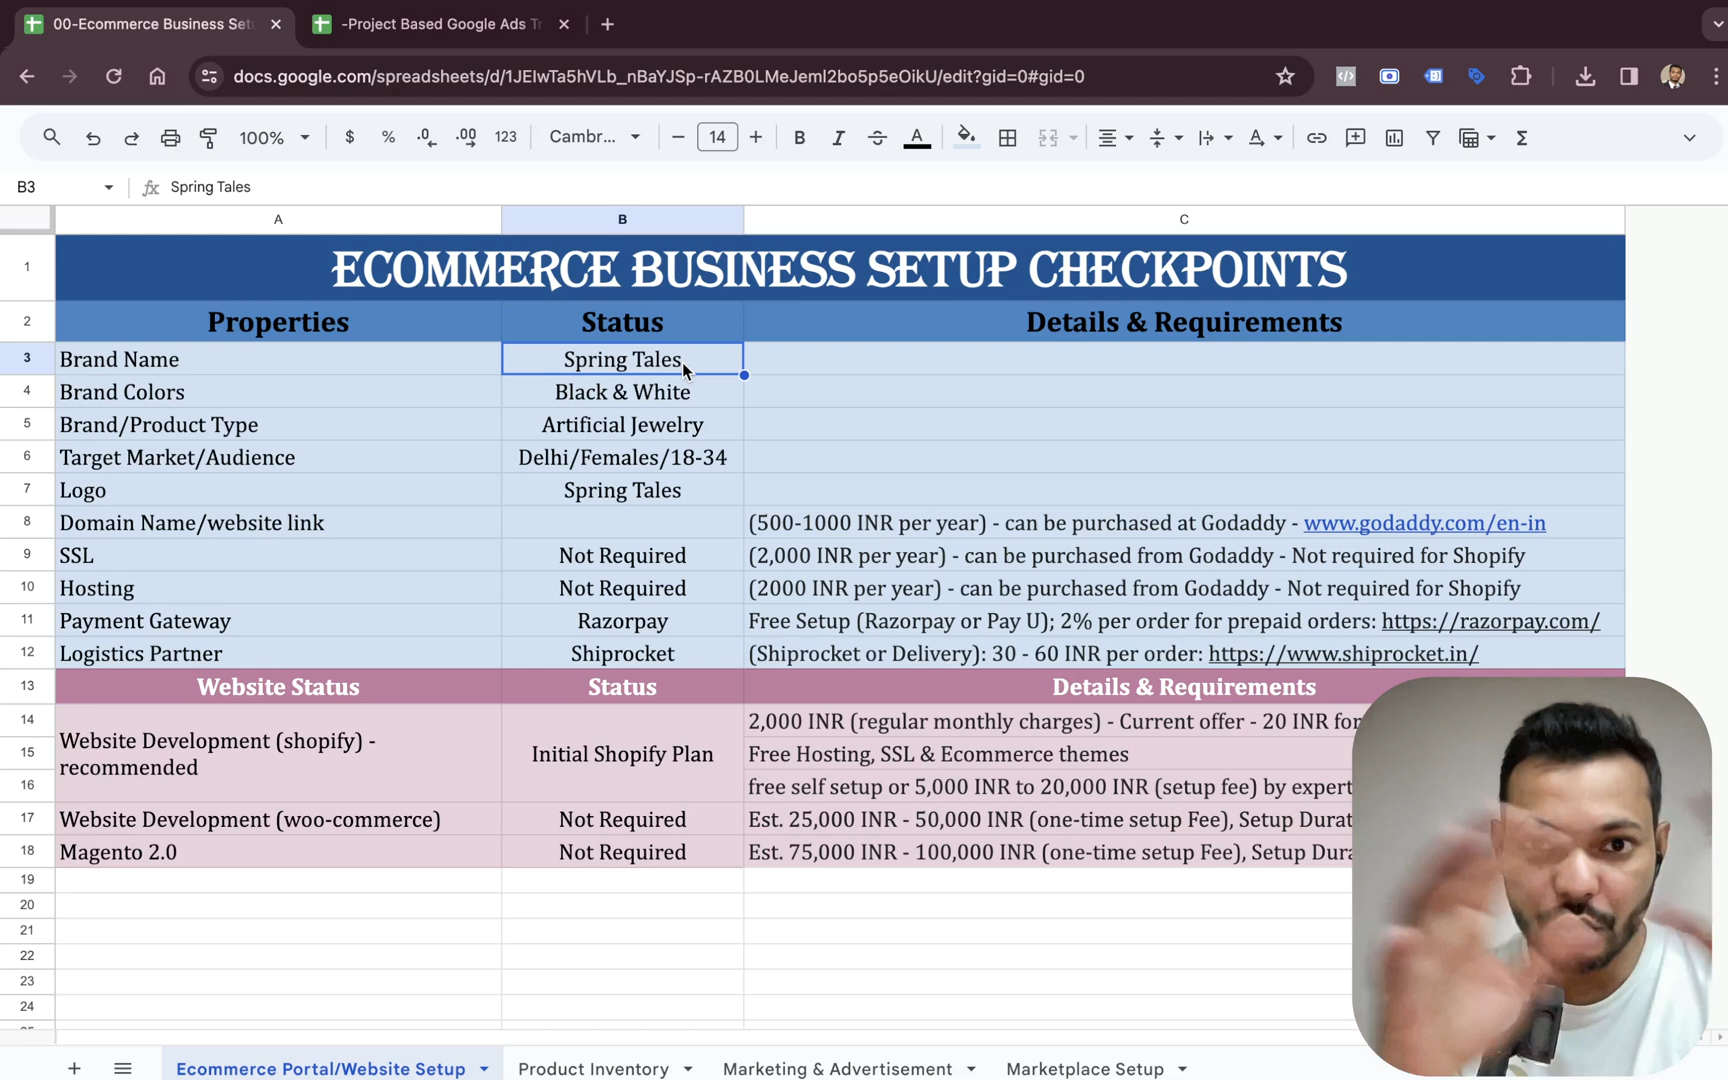 00-Ecommerce Business Set
-Project Based Google Ads Tr
docs.google.com/spreadsheets/d/1JEIwTa5hVLb_nBaYJSp-rAZB0LMeJeml2bo5p5eOikU/edit?gid=0#gid=0
100% $ % .0 .00 123 Cambr... 14 B I A Σ
B3 fx Spring Tales
A B C
1 ECOMMERCE BUSINESS SETUP CHECKPOINTS
2 Properties Status Details & Requirements
3 Brand Name Spring Tales
4 Brand Colors Black & White
5 Brand/Product Type Artificial Jewelry
6 Target Market/Audience Delhi/Females/18-34
7 Logo Spring Tales
8 Domain Name/website link (500-1000 INR per year) - can be purchased at Godaddy - www.godaddy.com/en-in
9 SSL Not Required (2,000 INR per year) - can be purchased from Godaddy - Not required for Shopify
10 Hosting Not Required (2000 INR per year) - can be purchased from Godaddy - Not required for Shopify
11 Payment Gateway Razorpay Free Setup (Razorpay or Pay U); 2% per order for prepaid orders: https://razorpay.com/
12 Logistics Partner Shiprocket (Shiprocket or Delivery): 30 - 60 INR per order: https://www.shiprocket.in/
13 Website Status Status Details & Requirements
14 2,000 INR (regular monthly charges) - Current offer - 20 INR for
Website Development (shopify) -
15 Initial Shopify Plan Free Hosting, SSL & Ecommerce themes
recommended
16 free self setup or 5,000 INR to 20,000 INR (setup fee) by expert
17 Website Development (woo-commerce) Not Required Est. 25,000 INR - 50,000 INR (one-time setup Fee), Setup Durat
18 Magento 2.0 Not Required Est. 75,000 INR - 100,000 INR (one-time setup Fee), Setup Dura
19
20
21
22
23
24
Ecommerce Portal/Website Setup Product Inventory Marketing & Advertisement Marketplace Setup